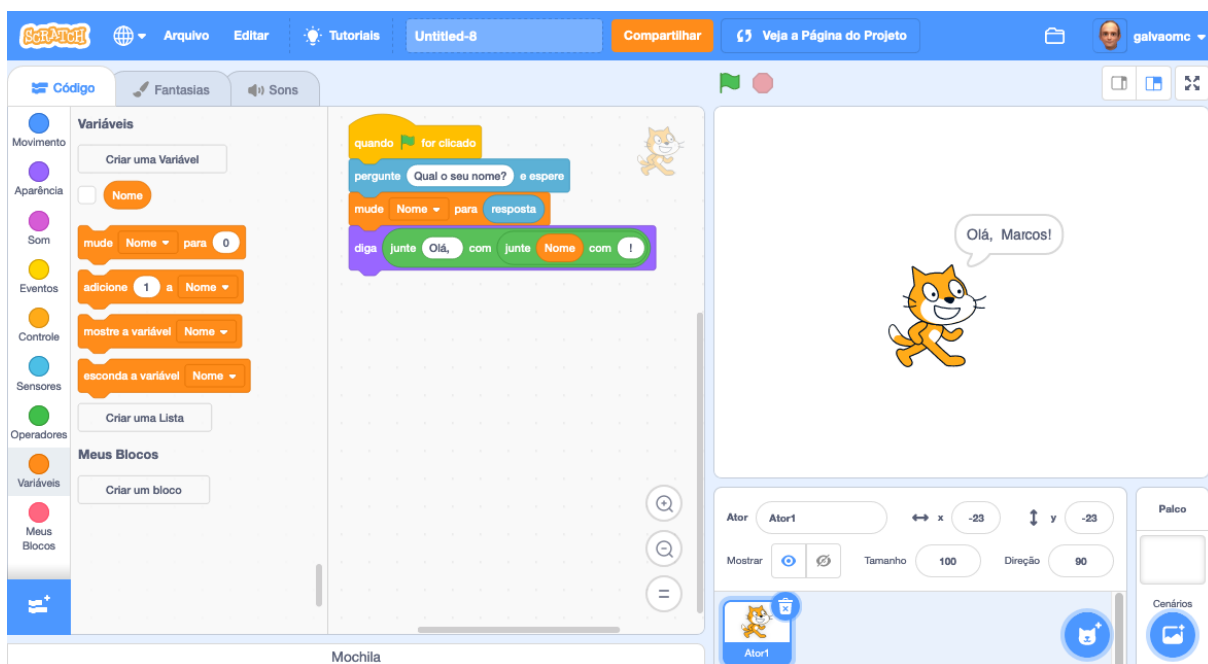 SCRATCH
Arquivo
Editar
Tutoriais
Untitled-8
Compartilhar
Veja a Página do Projeto
galvaomc
Código
Fantasias
Sons
Movimento
Aparência
Som
Eventos
Controle
Sensores
Operadores
Variáveis
Meus
Blocos
Variáveis
Criar uma Variável
Nome
mude Nome para 0
adicione 1 a Nome
mostre a variável Nome
esconda a variável Nome
Criar uma Lista
Meus Blocos
Criar um bloco
quando for clicado
pergunte Qual o seu nome? e espere
mude Nome para resposta
diga junte Olá, com junte Nome com !
Mochila
Olá, Marcos!
Ator Ator1 x -23 y -23
Mostrar Tamanho 100 Direção 90
Ator1
Palco
Cenários